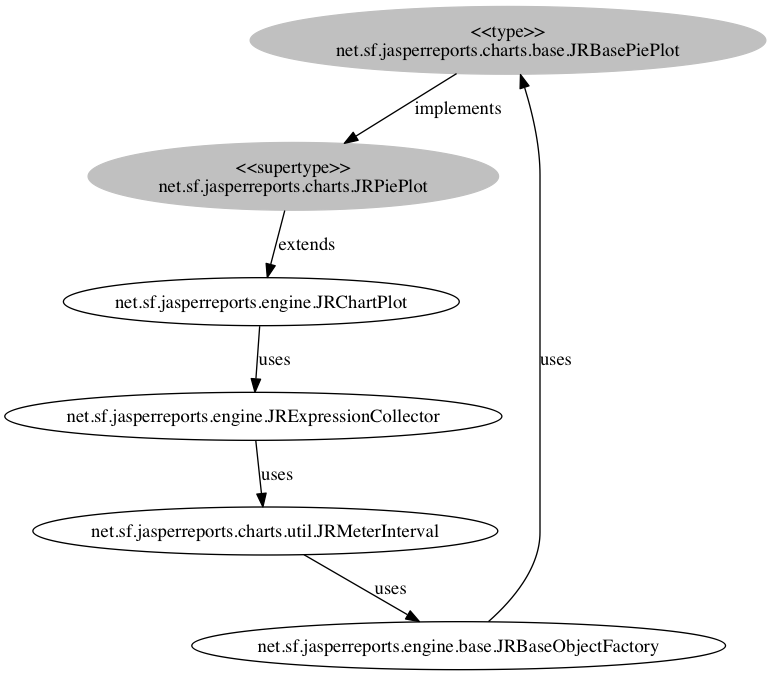 <<type>>
net.sf.jasperreports.charts.base.JRBasePiePlot
implements
<<supertype>>
net.sf.jasperreports.charts.JRPiePlot
extends
net.sf.jasperreports.engine.JRChartPlot
uses
uses
net.sf.jasperreports.engine.JRExpressionCollector
uses
net.sf.jasperreports.charts.util.JRMeterInterval
uses
net.sf.jasperreports.engine.base.JRBaseObjectFactory